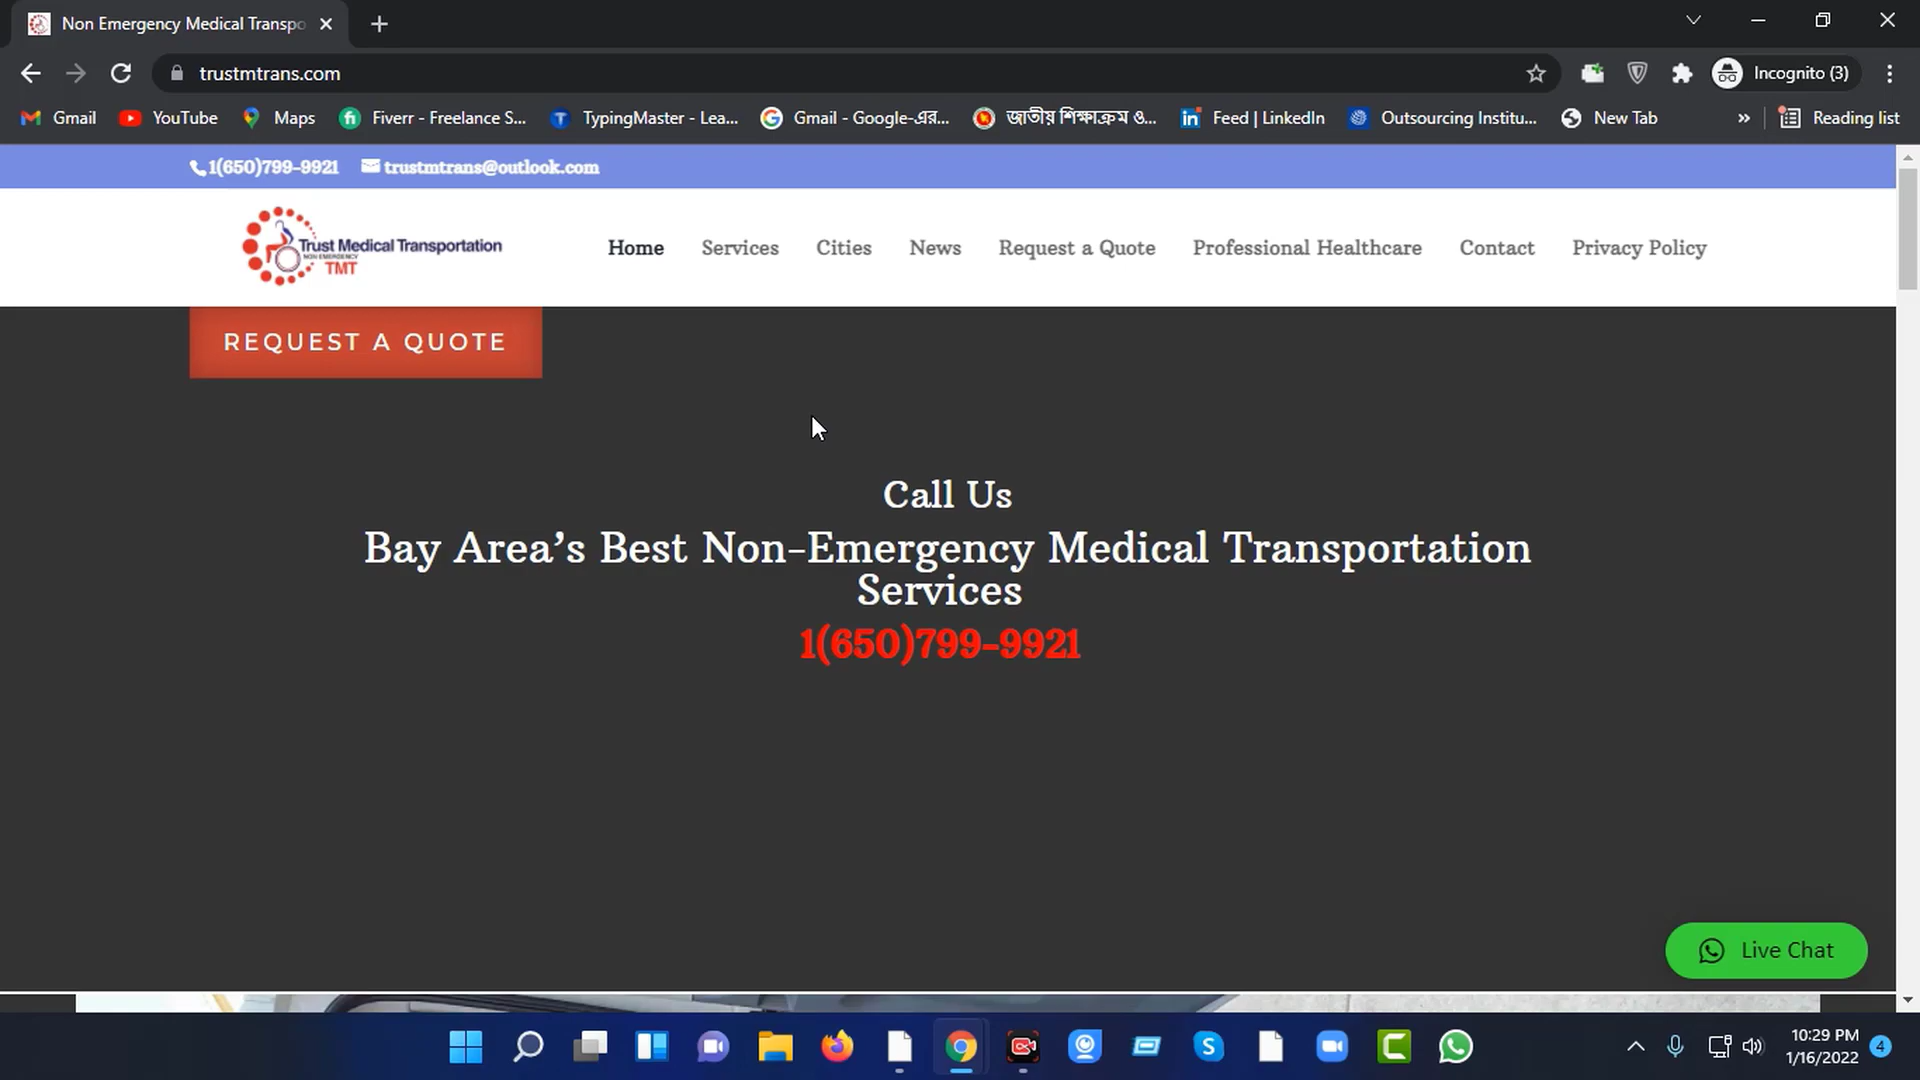 Non Emergency Medical Transpo
trustmtrans.com
Incognito (3)
Gmail
YouTube
Maps
Fiverr - Freelance S...
TypingMaster - Lea...
Gmail - Google-এর...
জাতীয় শিক্ষাক্রম ও...
Feed | LinkedIn
Outsourcing Institu...
New Tab
»
Reading list
1(650)799-9921
trustmtrans@outlook.com
Trust Medical Transportation
NON EMERGENCY
TMT
Home
Services
Cities
News
Request a Quote
Professional Healthcare
Contact
Privacy Policy
REQUEST A QUOTE
Call Us
Bay Area’s Best Non-Emergency Medical Transportation
Services
1(650)799-9921
Live Chat
10:29 PM
1/16/2022
4